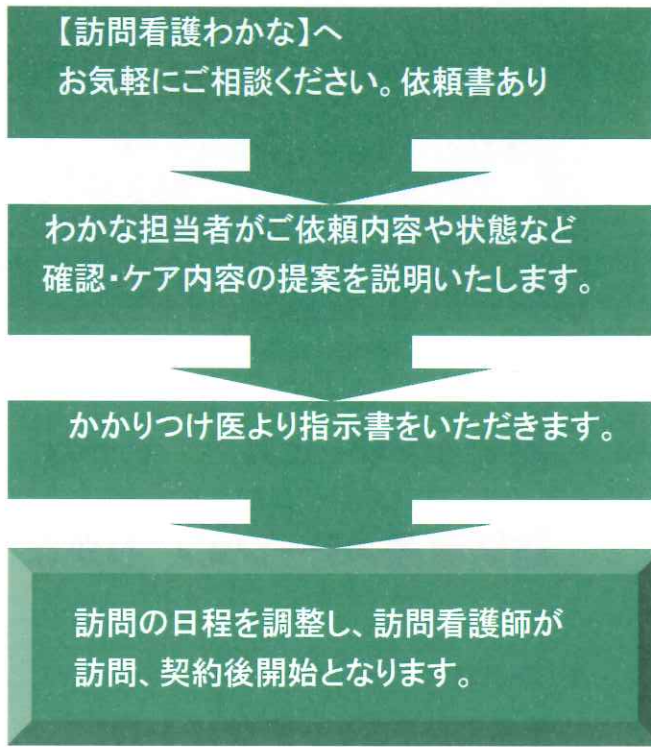 【訪問看護わかな】へ
お気軽にご相談ください。依頼書あり
わかな担当者がご依頼内容や状態など
確認・ケア内容の提案を説明いたします。
かかりつけ医より指示書をいただきます。
訪問の日程を調整し、訪問看護師が
訪問、契約後開始となります。